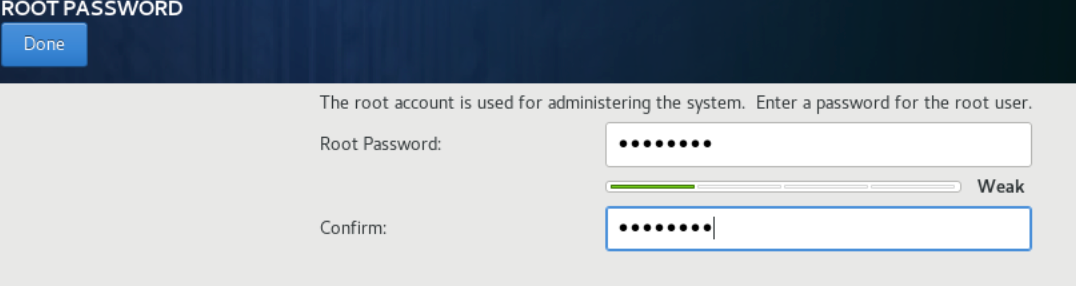 ROOT PASSWORD
Done
The root account is used for administering the system.  Enter a password for the root user.
Root Password: ●●●●●●●●
Weak
Confirm: ●●●●●●●●